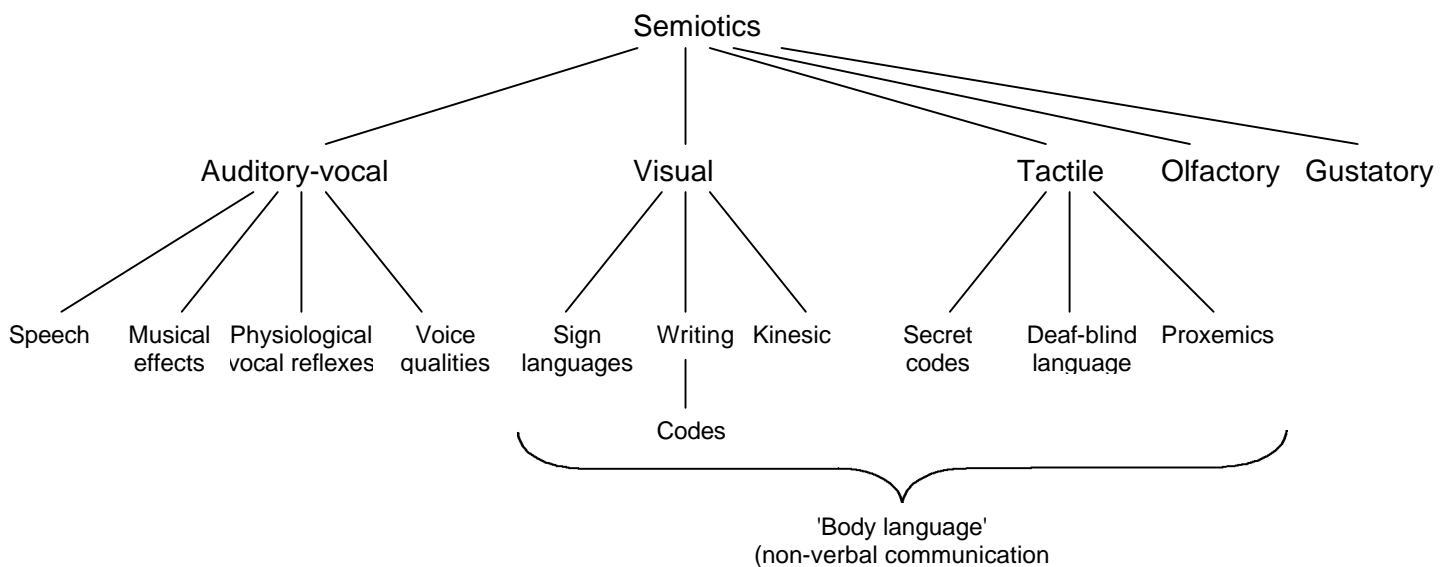 Semiotics
Auditory-vocal Visual Tactile Olfactory Gustatory
Speech Musical Physiological Voice Sign Writing Kinesic Secret Deaf-blind Proxemics
effects vocal reflexes qualities languages codes language
Codes
'Body language'
(non-verbal communication